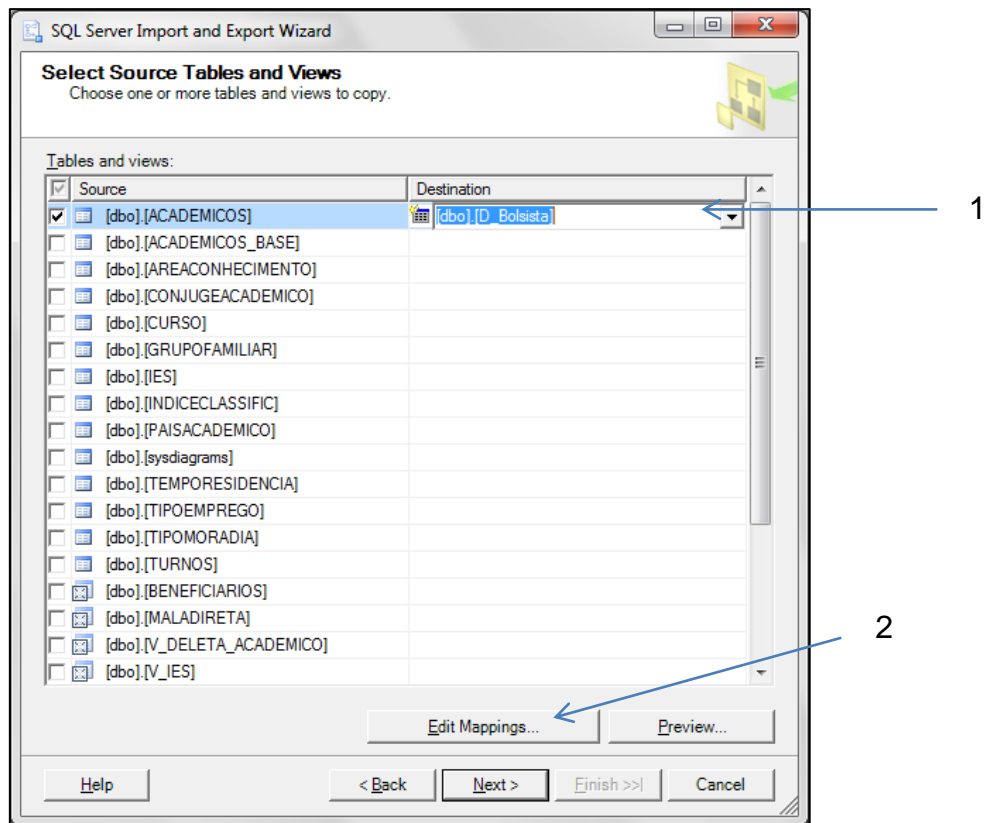 SQL Server Import and Export Wizard
Select Source Tables and Views
Choose one or more tables and views to copy.
Tables and views:
Source Destination
[dbo].[ACADEMICOS] [dbo].[D_Bolsista] 1
[dbo].[ACADEMICOS_BASE]
[dbo].[AREACONHECIMENTO]
[dbo].[CONJUGEACADEMICO]
[dbo].[CURSO]
[dbo].[GRUPOFAMILIAR]
[dbo].[IES]
[dbo].[INDICECLASSIFIC]
[dbo].[PAISACADEMICO]
[dbo].[sysdiagrams]
[dbo].[TEMPORESIDENCIA]
[dbo].[TIPOEMPREGO]
[dbo].[TIPOMORADIA]
[dbo].[TURNOS]
[dbo].[BENEFICIARIOS]
[dbo].[MALADIRETA]
2
[dbo].[V_DELETA_ACADEMICO]
[dbo].[V_IES]
Edit Mappings... Preview...
Help < Back Next > Finish >>| Cancel